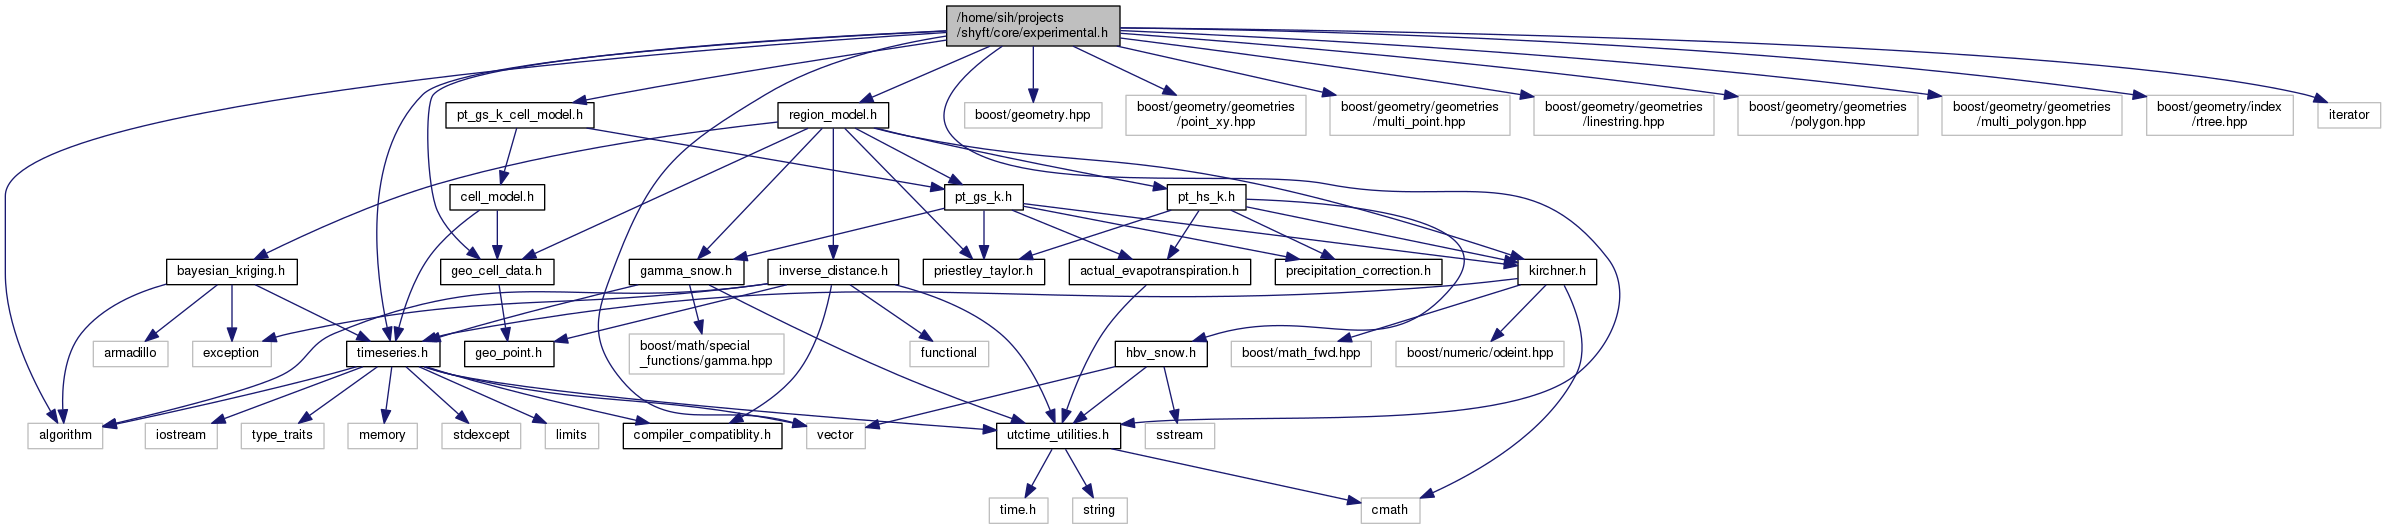 /home/sih/projects
/shyft/core/experimental.h
pt_gs_k_cell_model.h
region_model.h
boost/geometry.hpp
boost/geometry/geometries
/point_xy.hpp
boost/geometry/geometries
/multi_point.hpp
boost/geometry/geometries
/linestring.hpp
boost/geometry/geometries
/polygon.hpp
boost/geometry/geometries
/multi_polygon.hpp
boost/geometry/index
/rtree.hpp
iterator
cell_model.h
pt_gs_k.h
pt_hs_k.h
bayesian_kriging.h
geo_cell_data.h
gamma_snow.h
inverse_distance.h
priestley_taylor.h
actual_evapotranspiration.h
precipitation_correction.h
kirchner.h
armadillo
exception
timeseries.h
geo_point.h
boost/math/special
_functions/gamma.hpp
functional
hbv_snow.h
boost/math_fwd.hpp
boost/numeric/odeint.hpp
algorithm
iostream
type_traits
memory
stdexcept
limits
compiler_compatiblity.h
vector
utctime_utilities.h
sstream
time.h
string
cmath